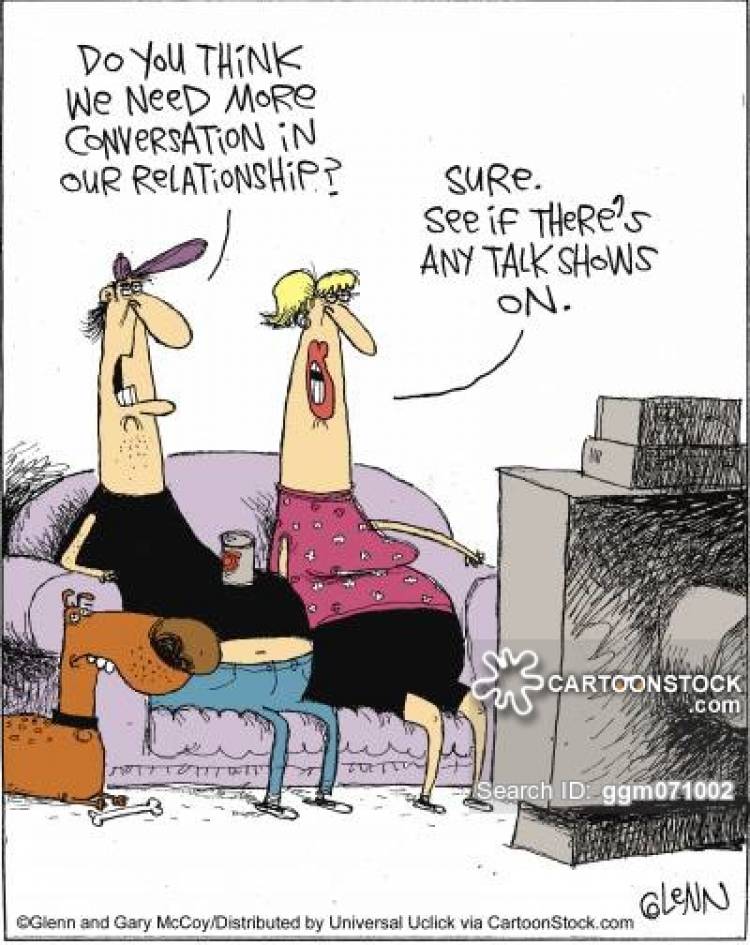 DO YOU THINK
WE NEED MORE
CONVERSATION IN
OUR RELATIONSHIP?
SURE.
SEE IF THERE'S
ANY TALK SHOWS
ON.
CARTOONSTOCK
.com
Search ID: ggm071002
GLENN
©Glenn and Gary McCoy/Distributed by Universal Uclick via CartoonStock.com